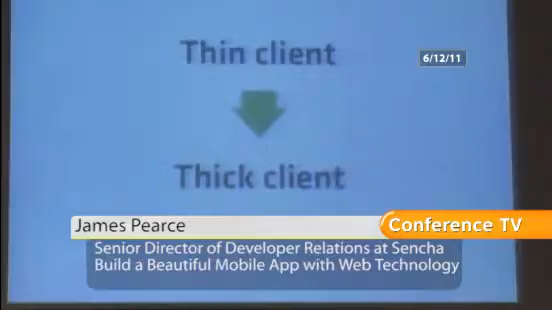 Thin client
6/12/11
Thick client
James Pearce
Conference TV
Senior Director of Developer Relations at Sencha
Build a Beautiful Mobile App with Web Technology